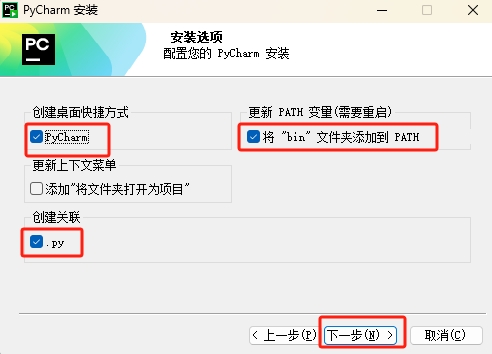 PyCharm 安装
PC
安装选项
配置您的 PyCharm 安装
创建桌面快捷方式
PyCharm
更新 PATH 变量(需要重启)
将 "bin" 文件夹添加到 PATH
更新上下文菜单
添加"将文件夹打开为项目"
创建关联
.py
< 上一步(P)
下一步(N) >
取消(C)